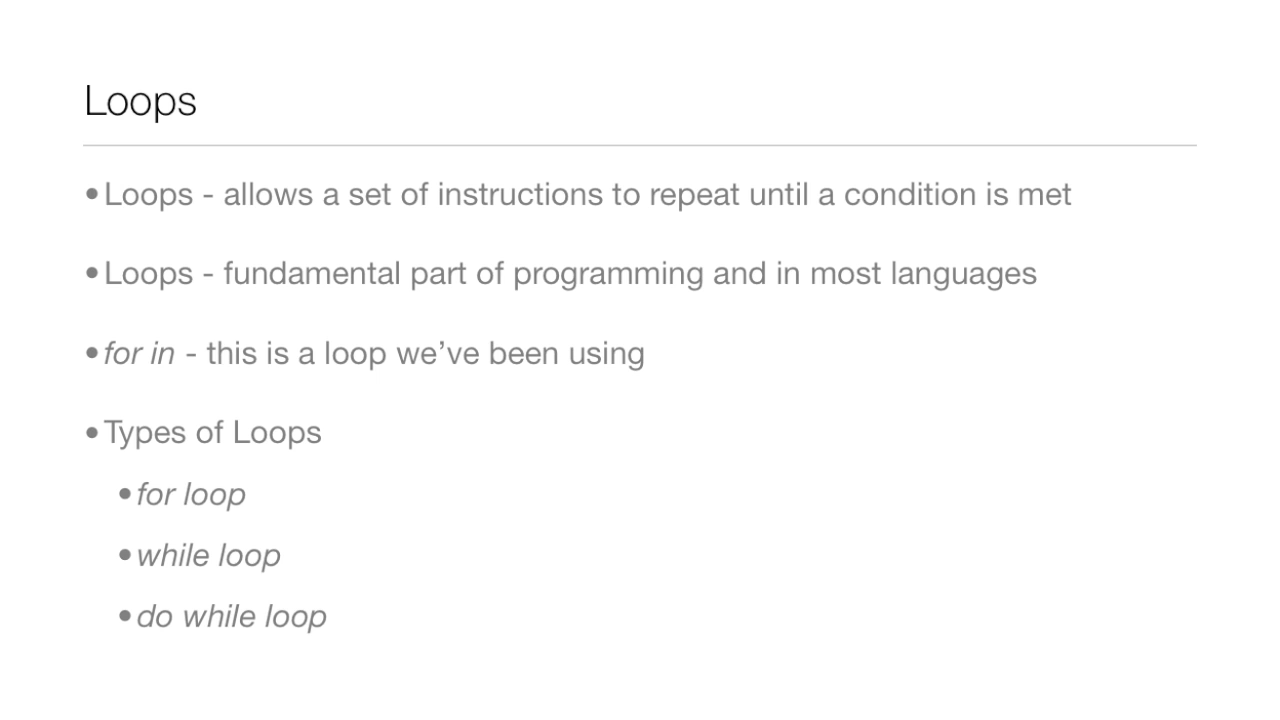 Loops
•Loops - allows a set of instructions to repeat until a condition is met
•Loops - fundamental part of programming and in most languages
•for in - this is a loop we’ve been using
•Types of Loops
•for loop
•while loop
•do while loop